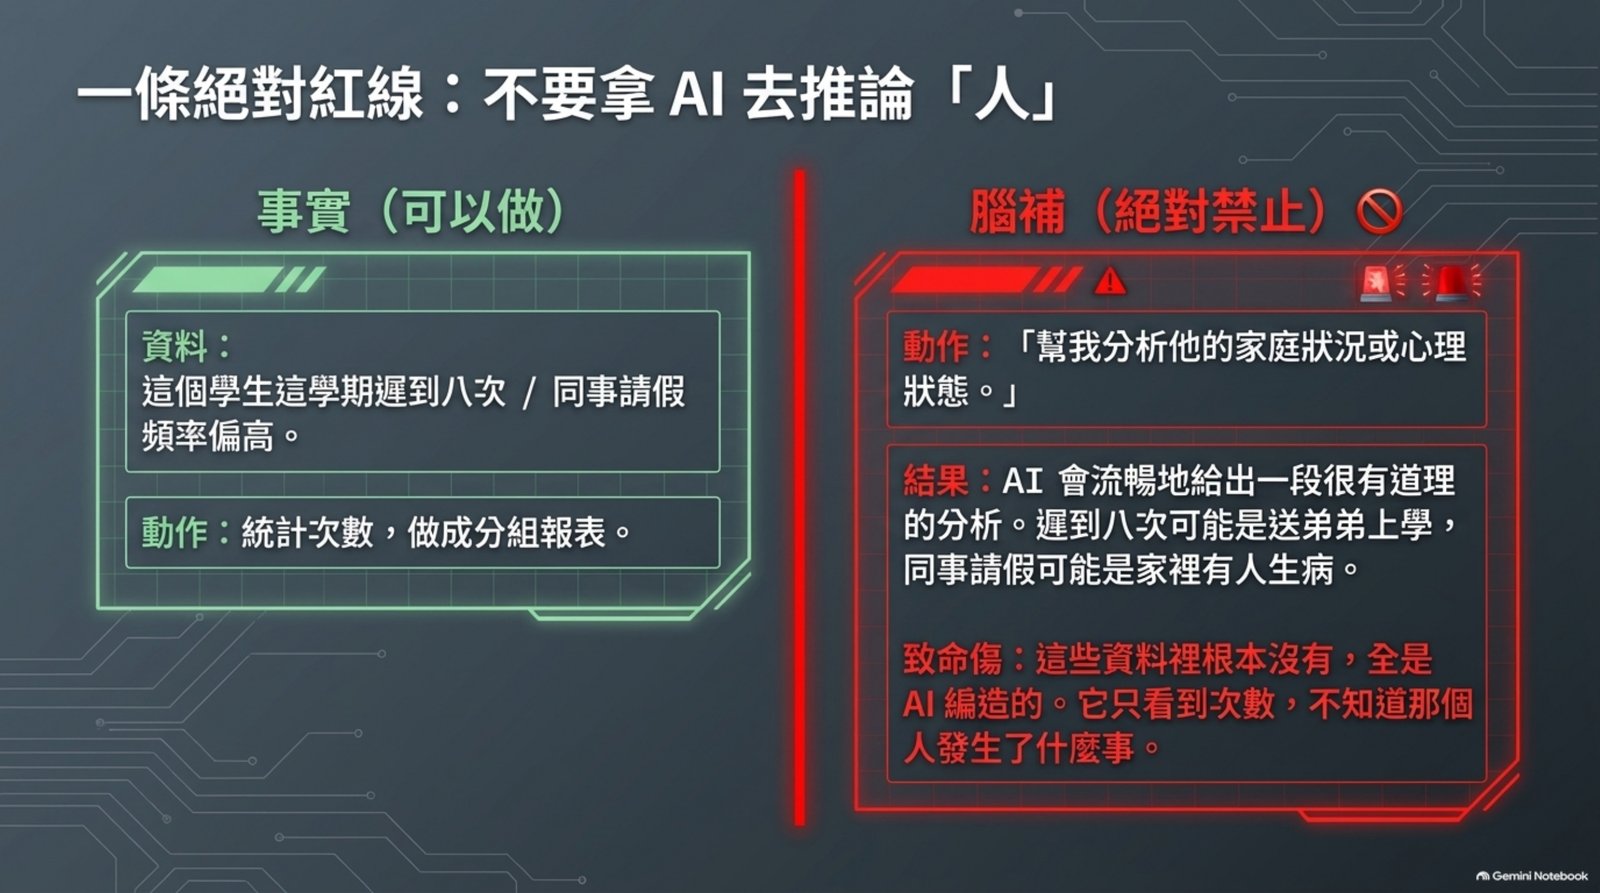 一條絕對紅線：不要拿 AI 去推論「人」
事實（可以做）
資料：
這個學生這學期遲到八次 / 同事請假
頻率偏高。
動作：統計次數，做成分組報表。
腦補（絕對禁止）
動作：「幫我分析他的家庭狀況或心理
狀態。」
結果：AI 會流暢地給出一段很有道理
的分析。遲到八次可能是送弟弟上學，
同事請假可能是家裡有人生病。
致命傷：這些資料裡根本沒有，全是
AI 編造的。它只看到次數，不知道那個
人發生了什麼事。
Gemini Notebook